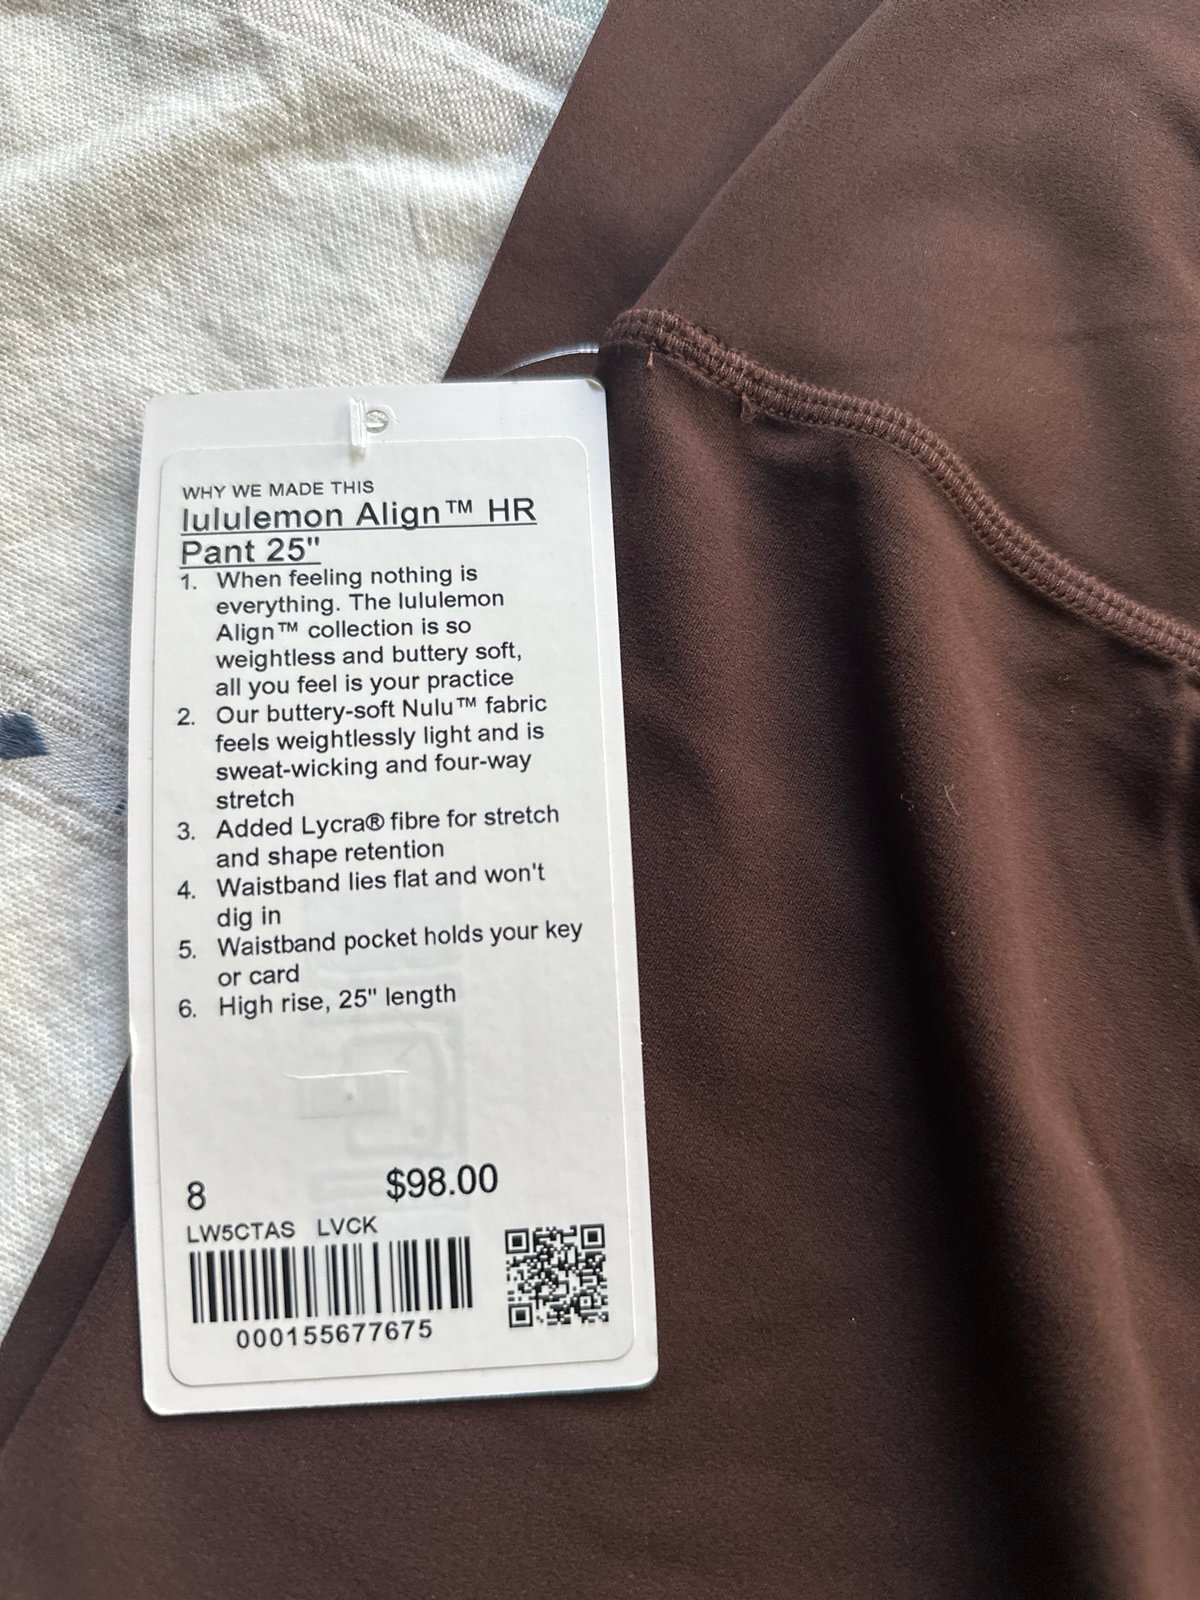 WHY WE MADE THIS
lululemon Align™ HR
Pant 25"
1. When feeling nothing is
everything. The lululemon
Align™ collection is so
weightless and buttery soft,
all you feel is your practice
2. Our buttery-soft Nulu™ fabric
feels weightlessly light and is
sweat-wicking and four-way
stretch
3. Added Lycra® fibre for stretch
and shape retention
4. Waistband lies flat and won't
dig in
5. Waistband pocket holds your key
or card
6. High rise, 25" length
8 $98.00
LW5CTAS LVCK
000155677675